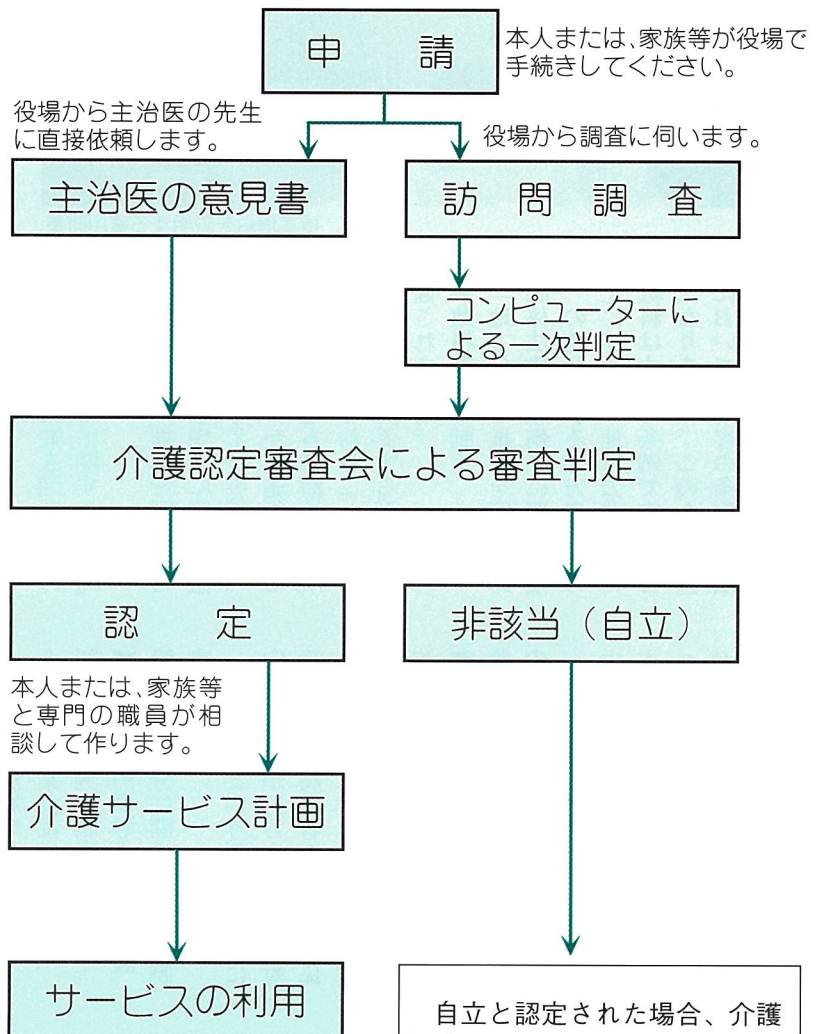 申請
本人または、家族等が役場で
手続きしてください。
役場から主治医の先生
に直接依頼します。
役場から調査に伺います。
主治医の意見書
訪問調査
コンピューターに
よる一次判定
介護認定審査会による審査判定
認定
非該当（自立）
本人または、家族等
と専門の職員が相
談して作ります。
介護サービス計画
サービスの利用
自立と認定された場合、介護